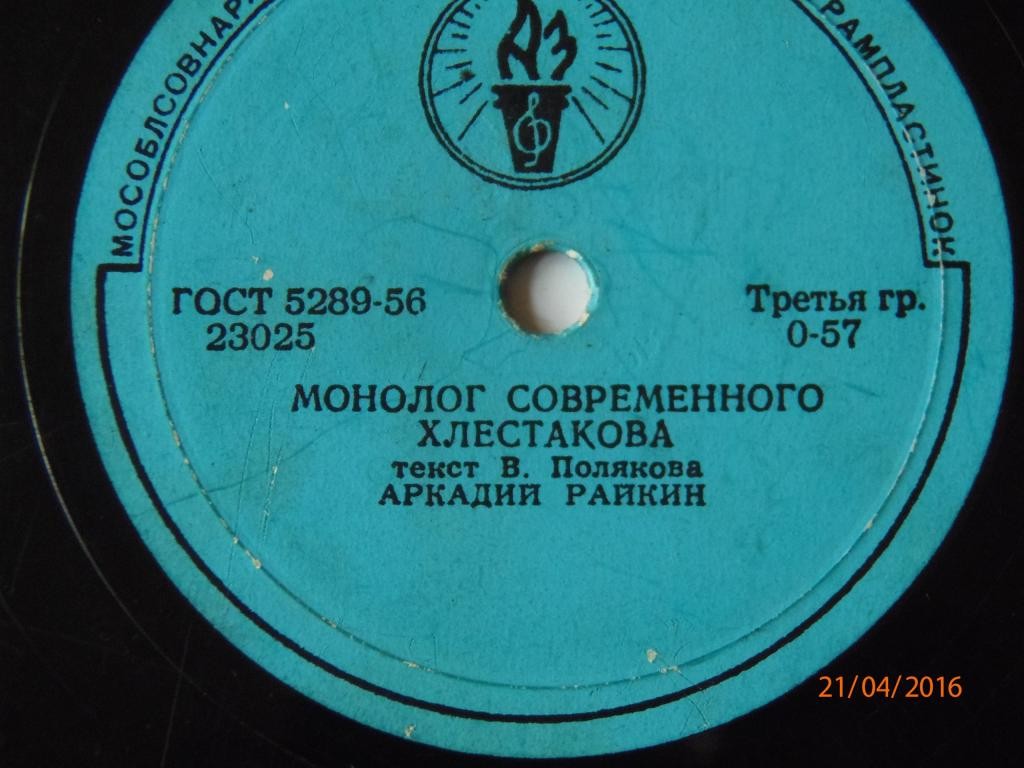 МОСОБЛСОВНАР
РАМПЛАСТИНОК
АЗ
ГОСТ 5289-56
23025
Третья гр.
0-57
МОНОЛОГ СОВРЕМЕННОГО
ХЛЕСТАКОВА
текст В. Полякова
АРКАДИЙ РАЙКИН
21/04/2016